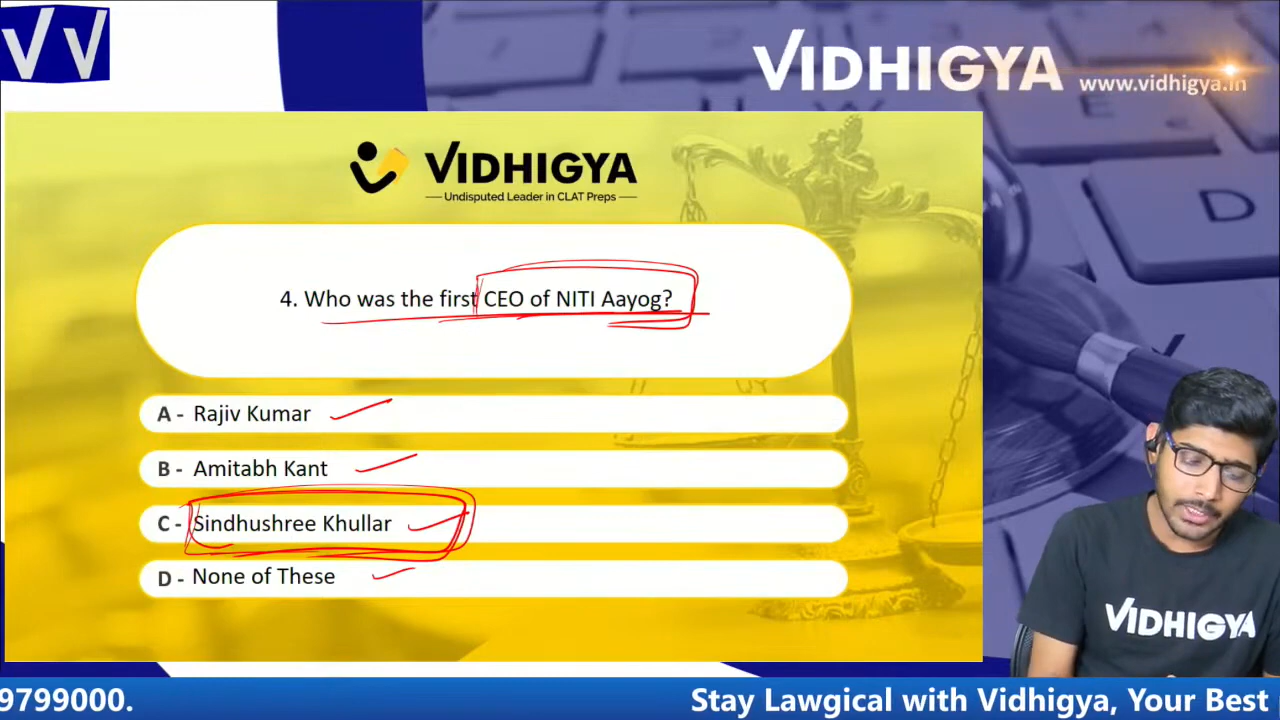 VV
VIDHIGYA
www.vidhigya.in
VIDHIGYA
Undisputed Leader in CLAT Preps
4. Who was the first CEO of NITI Aayog?
A - Rajiv Kumar
B - Amitabh Kant
C - Sindhushree Khullar
D - None of These
VIDHIGYA
9799000.
Stay Lawgical with Vidhigya, Your Best